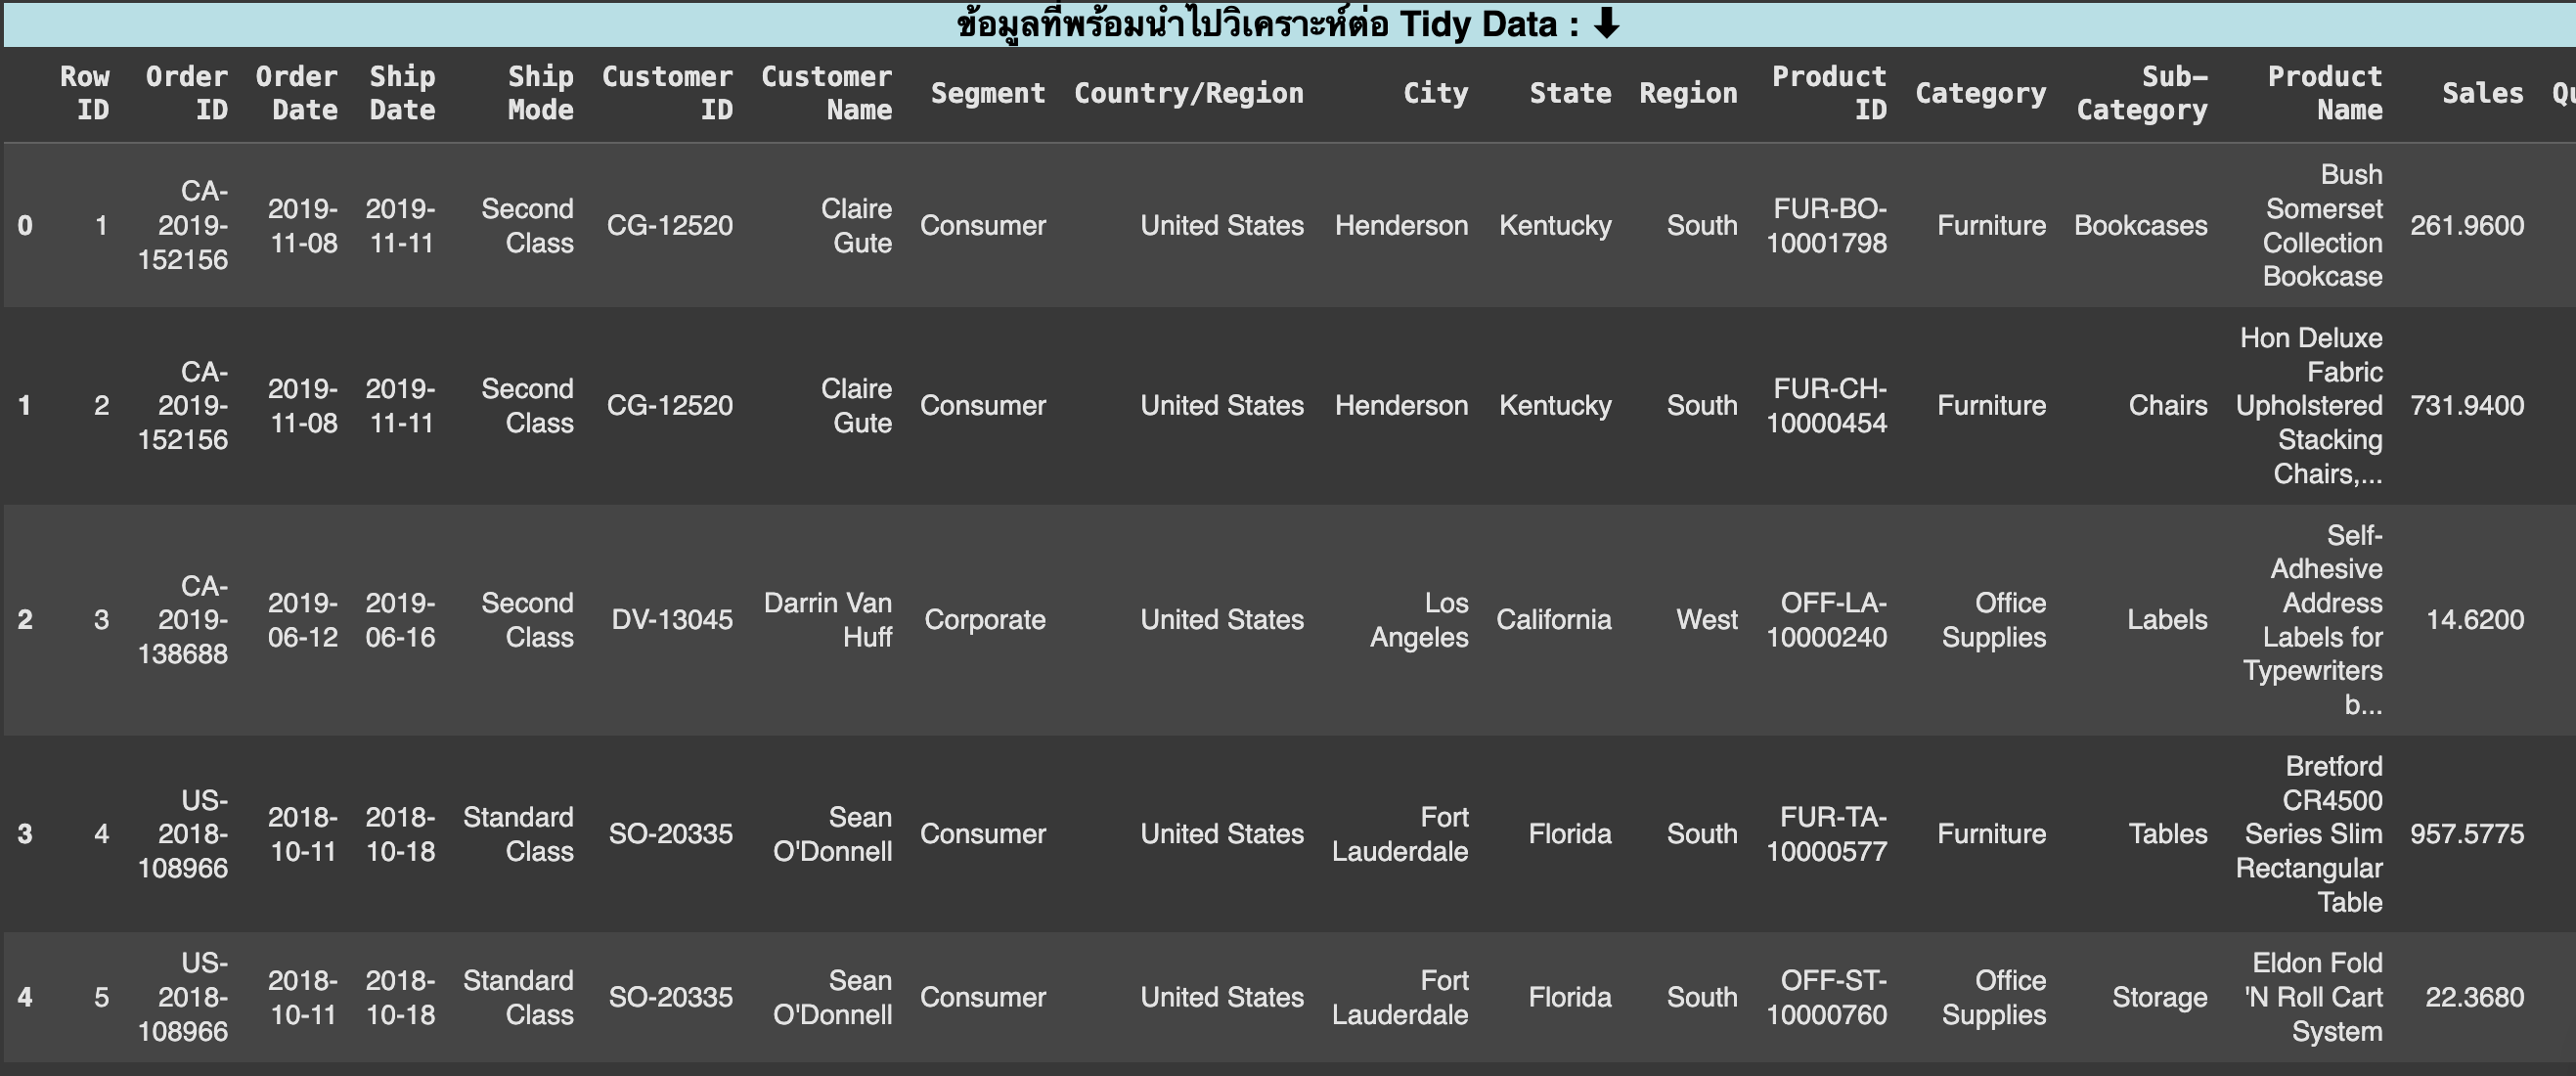 ข้อมูลที่พร้อมนำไปวิเคราะห์ต่อ Tidy Data : ⬇
Row ID Order ID Order Date Ship Date Ship Mode Customer ID Customer Name Segment Country/Region City State Region Product ID Category Sub-Category Product Name Sales Qu
0 1 CA-2019-152156 2019-11-08 2019-11-11 Second Class CG-12520 Claire Gute Consumer United States Henderson Kentucky South FUR-BO-10001798 Furniture Bookcases Bush Somerset Collection Bookcase 261.9600
1 2 CA-2019-152156 2019-11-08 2019-11-11 Second Class CG-12520 Claire Gute Consumer United States Henderson Kentucky South FUR-CH-10000454 Furniture Chairs Hon Deluxe Fabric Upholstered Stacking Chairs,... 731.9400
2 3 CA-2019-138688 2019-06-12 2019-06-16 Second Class DV-13045 Darrin Van Huff Corporate United States Los Angeles California West OFF-LA-10000240 Office Supplies Labels Self-Adhesive Address Labels for Typewriters b... 14.6200
3 4 US-2018-108966 2018-10-11 2018-10-18 Standard Class SO-20335 Sean O'Donnell Consumer United States Fort Lauderdale Florida South FUR-TA-10000577 Furniture Tables Bretford CR4500 Series Slim Rectangular Table 957.5775
4 5 US-2018-108966 2018-10-11 2018-10-18 Standard Class SO-20335 Sean O'Donnell Consumer United States Fort Lauderdale Florida South OFF-ST-10000760 Office Supplies Storage Eldon Fold 'N Roll Cart System 22.3680